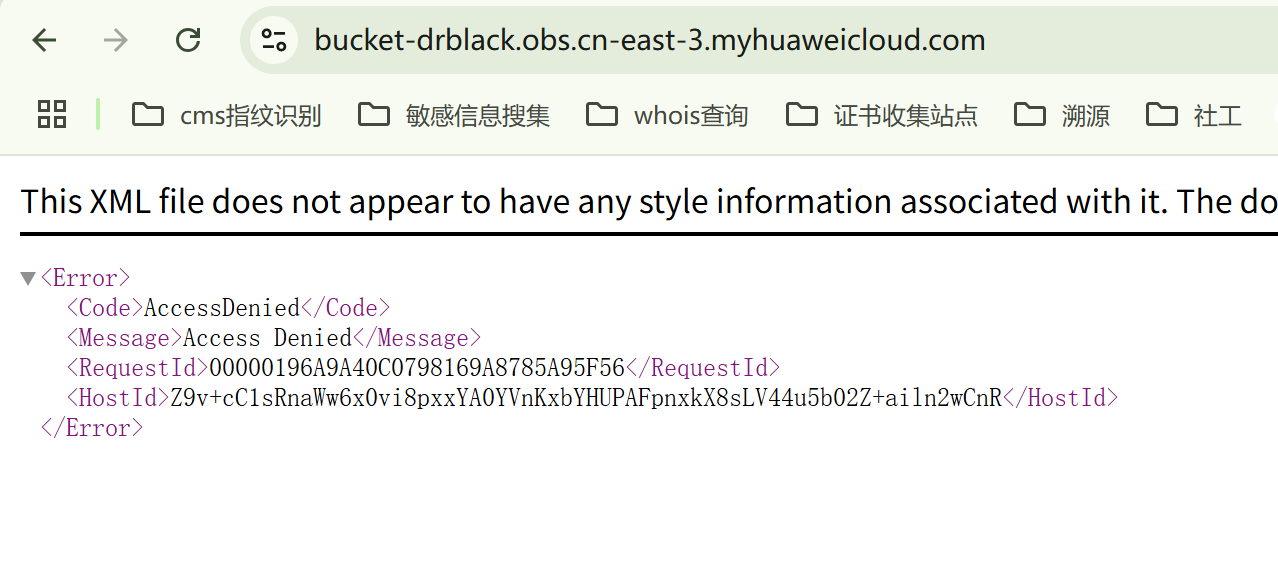 bucket-drblack.obs.cn-east-3.myhuaweicloud.com
cms指纹识别 敏感信息搜集 whois查询 证书收集站点 溯源 社工
This XML file does not appear to have any style information associated with it. The do
<Error>
<Code>AccessDenied</Code>
<Message>Access Denied</Message>
<RequestId>00000196A9A40C0798169A8785A95F56</RequestId>
<HostId>Z9v+cC1sRnaWw6x0vi8pxxYA0YVnKxbYHUPAFpnxkX8sLV44u5b02Z+ailn2wCnR</HostId>
</Error>